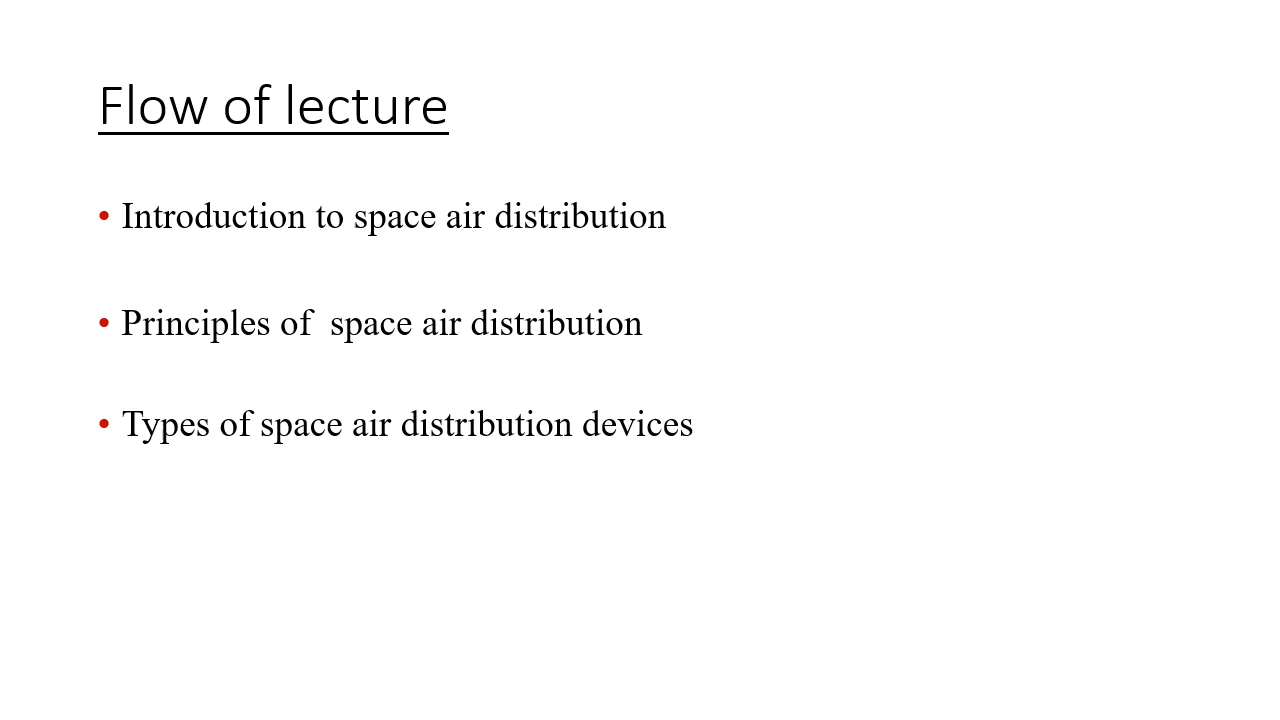 Flow of lecture
• Introduction to space air distribution
• Principles of  space air distribution
• Types of space air distribution devices